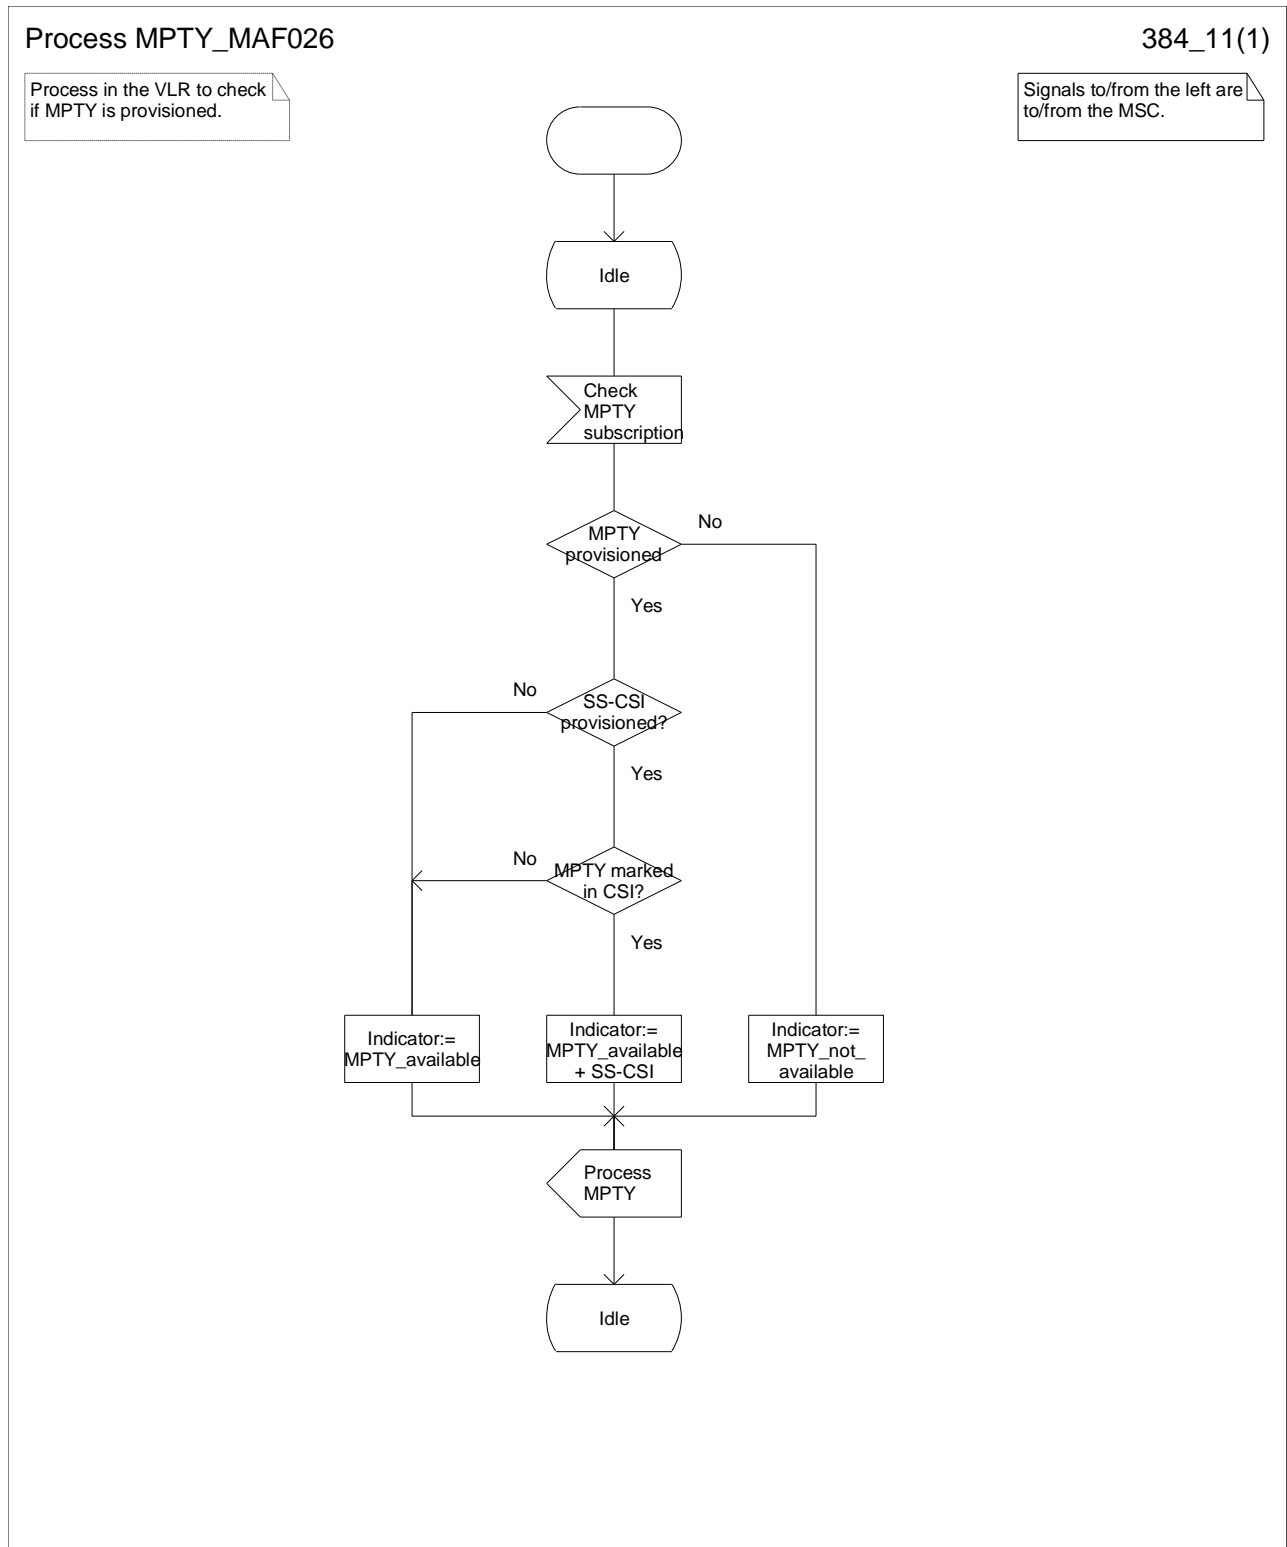 Process MPTY_MAF026
384_11(1)
Process in the VLR to check
if MPTY is provisioned.
Signals to/from the left are
to/from the MSC.
Idle
Check
MPTY
subscription
MPTY
provisioned
No
Yes
SS-CSI
provisioned?
No
Yes
MPTY marked
in CSI?
No
Yes
Indicator:=
MPTY_available
Indicator:=
MPTY_available
+ SS-CSI
Indicator:=
MPTY_not_
available
Process
MPTY
Idle